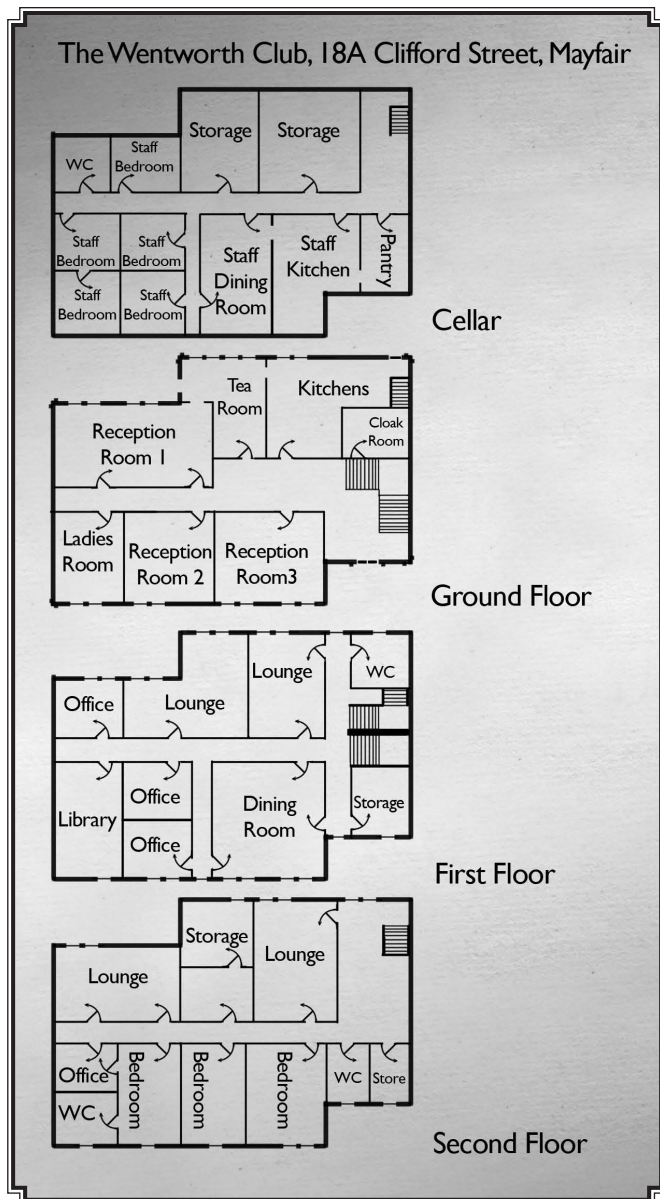 The Wentworth Club, 18A Clifford Street, Mayfair
Storage
Storage
WC
Staff
Bedroom
Staff
Bedroom
Staff
Bedroom
Staff
Dining
Room
Staff
Kitchen
Pantry
Staff
Bedroom
Staff
Bedroom
Cellar
Tea
Room
Kitchens
Cloak
Room
Reception
Room 1
Ladies
Room
Reception
Room 2
Reception
Room3
Ground Floor
Lounge
WC
Office
Lounge
Library
Office
Office
Dining
Room
Storage
First Floor
Storage
Lounge
Lounge
Office
WC
Bedroom
Bedroom
Bedroom
WC
Store
Second Floor